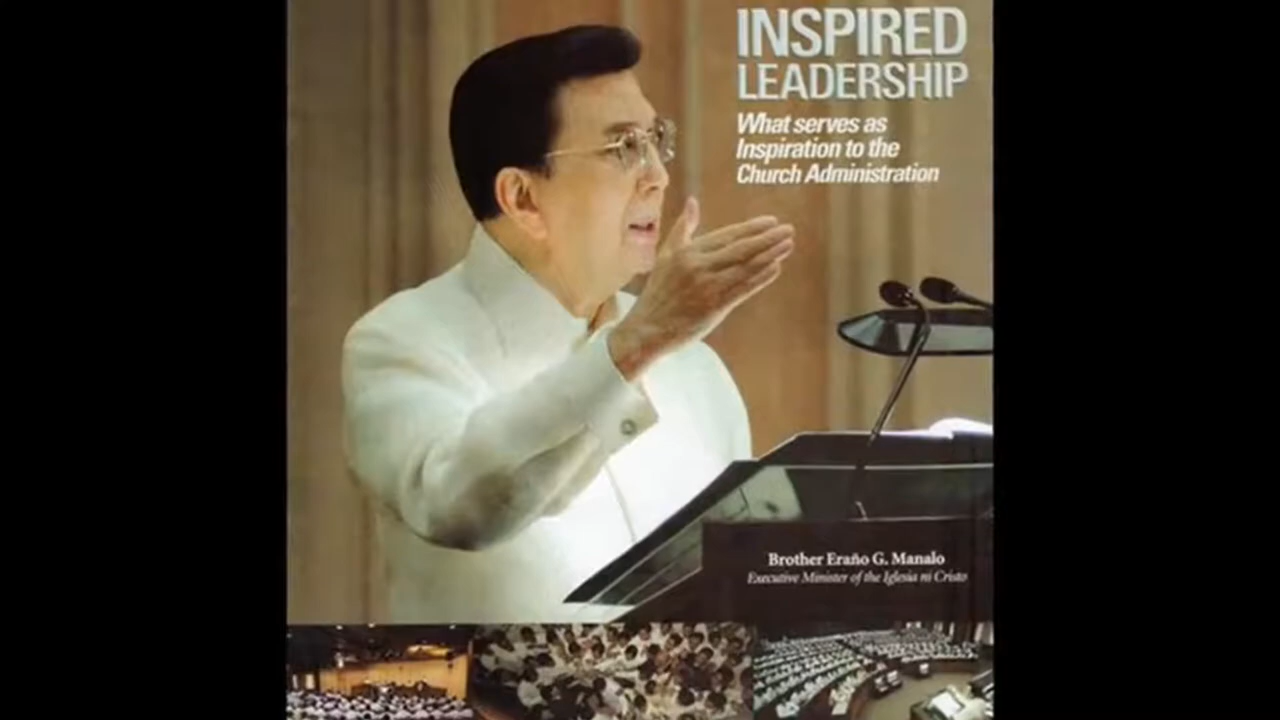 INSPIRED
LEADERSHIP
What serves as
Inspiration to the
Church Administration
Brother Eraño G. Manalo
Executive Minister of the Iglesia ni Cristo